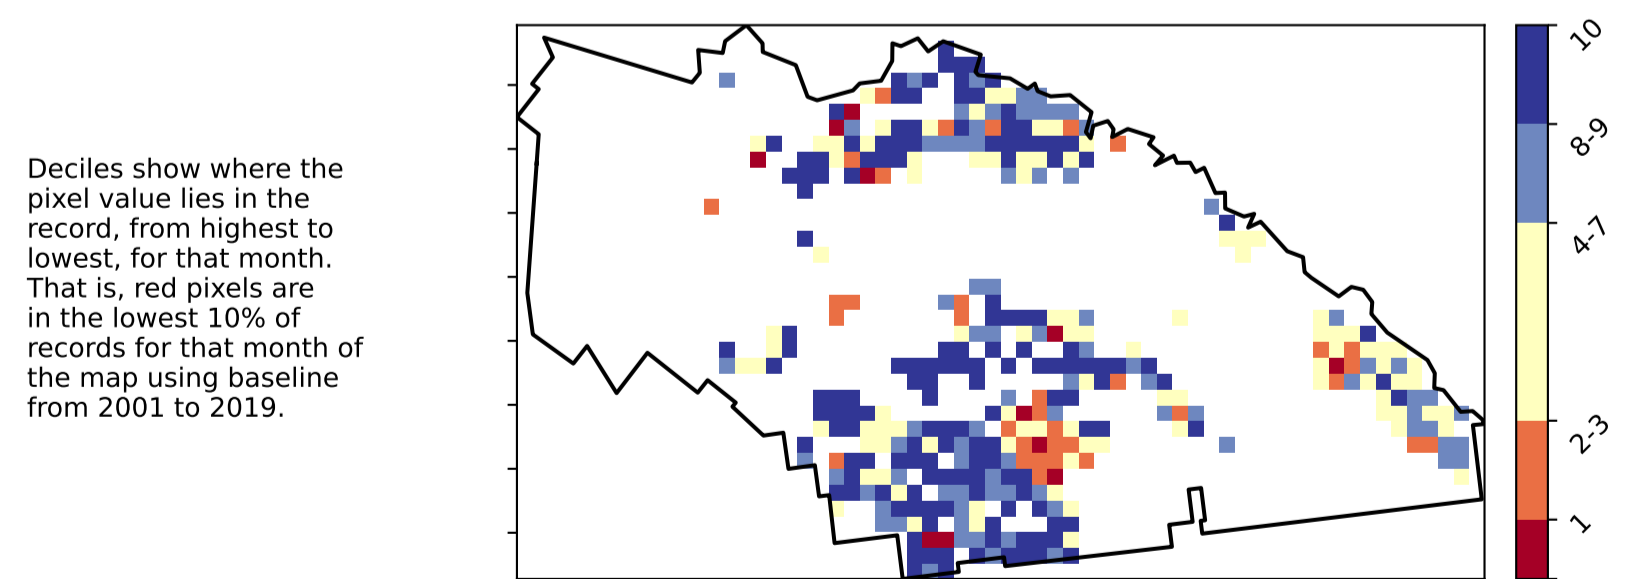 Deciles show where the
pixel value lies in the
record, from highest to
lowest, for that month.
That is, red pixels are
in the lowest 10% of
records for that month of
the map using baseline
from 2001 to 2019.
10
8-9
4-7
2-3
1